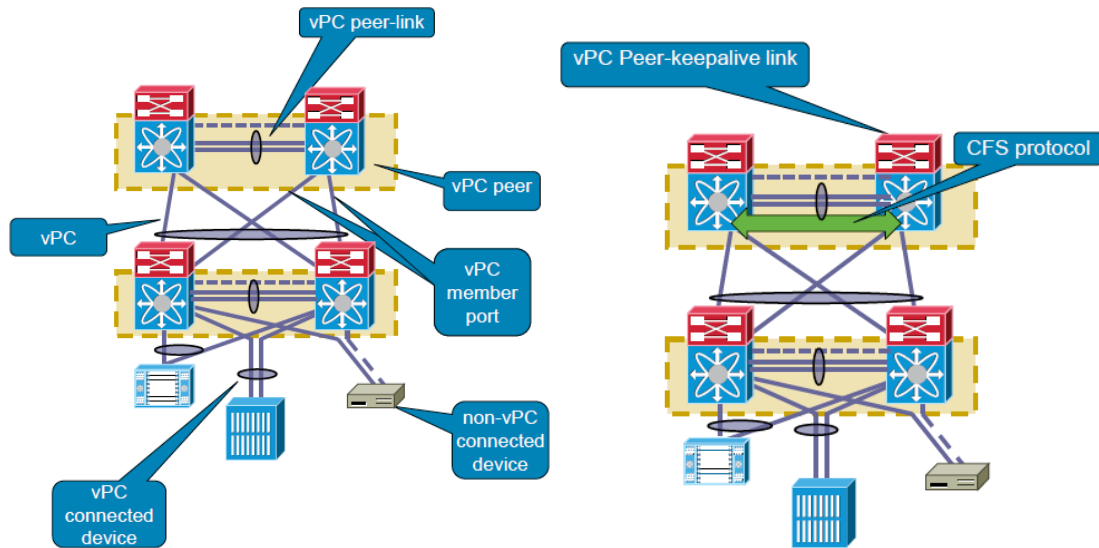 vPC peer-link
vPC peer
vPC
vPC
member
port
non-vPC
connected
device
vPC
connected
device
vPC Peer-keepalive link
CFS protocol